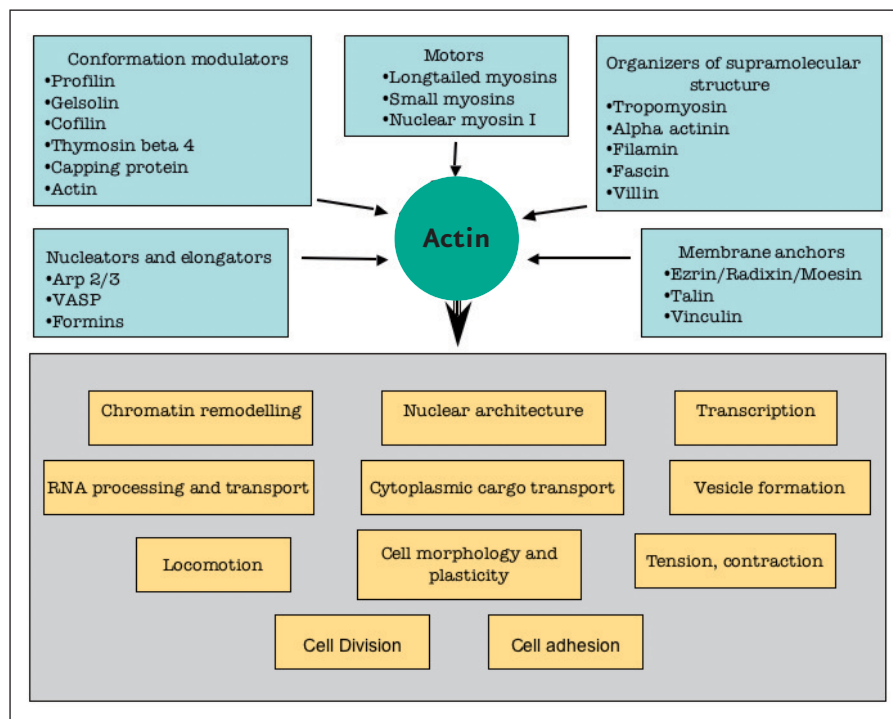 Conformation modulators
•Profilin
•Gelsolin
•Cofilin
•Thymosin beta 4
•Capping protein
•Actin
Motors
•Longtailed myosins
•Small myosins
•Nuclear myosin I
Organizers of supramolecular
structure
•Tropomyosin
•Alpha actinin
•Filamin
•Fascin
•Villin
Actin
Nucleators and elongators
•Arp 2/3
•VASP
•Formins
Membrane anchors
•Ezrin/Radixin/Moesin
•Talin
•Vinculin
Chromatin remodelling
Nuclear architecture
Transcription
RNA processing and transport
Cytoplasmic cargo transport
Vesicle formation
Locomotion
Cell morphology and
plasticity
Tension, contraction
Cell Division
Cell adhesion